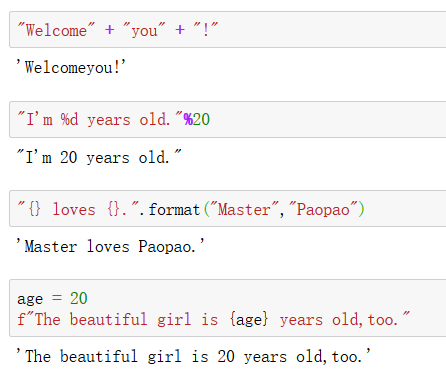 "Welcome" + "you" + "!"
'Welcomeyou!'
"I'm %d years old."%20
"I'm 20 years old."
"{} loves {}.".format("Master","Paopao")
'Master loves Paopao.'
age = 20
f"The beautiful girl is {age} years old,too."
'The beautiful girl is 20 years old,too.'